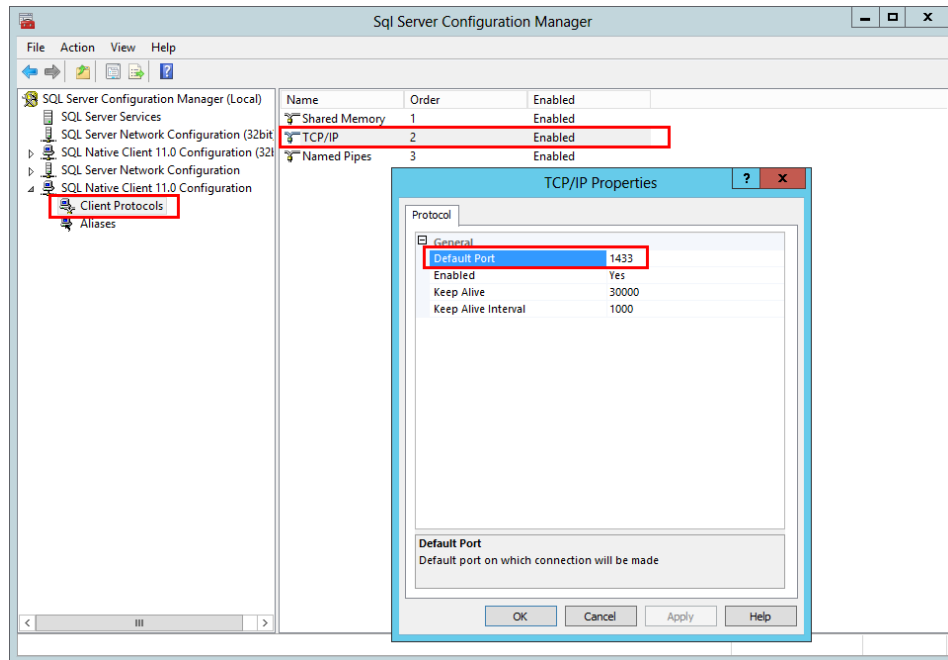 Sql Server Configuration Manager
File Action View Help
SQL Server Configuration Manager (Local)
SQL Server Services
SQL Server Network Configuration (32bit
SQL Native Client 11.0 Configuration (32b
SQL Server Network Configuration
SQL Native Client 11.0 Configuration
Client Protocols
Aliases
Name Order Enabled
Shared Memory 1 Enabled
TCP/IP 2 Enabled
Named Pipes 3 Enabled
TCP/IP Properties
Protocol
General
Default Port 1433
Enabled Yes
Keep Alive 30000
Keep Alive Interval 1000
Default Port
Default port on which connection will be made
OK Cancel Apply Help